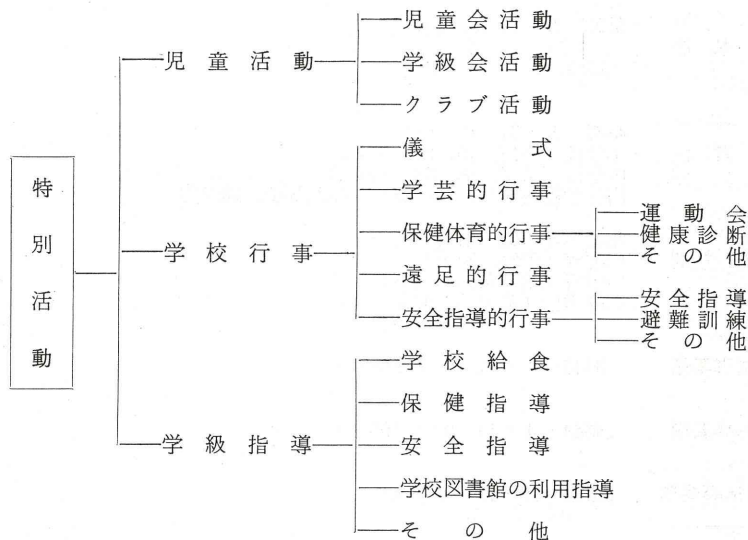 特別活動
児童活動
児童会活動
学級会活動
クラブ活動
学校行事
儀式
学芸的行事
保健体育的行事
運動会
健康診断
その他
遠足的行事
安全指導的行事
安全指導
避難訓練
その他
学級指導
学校給食
保健指導
安全指導
学校図書館の利用指導
その他